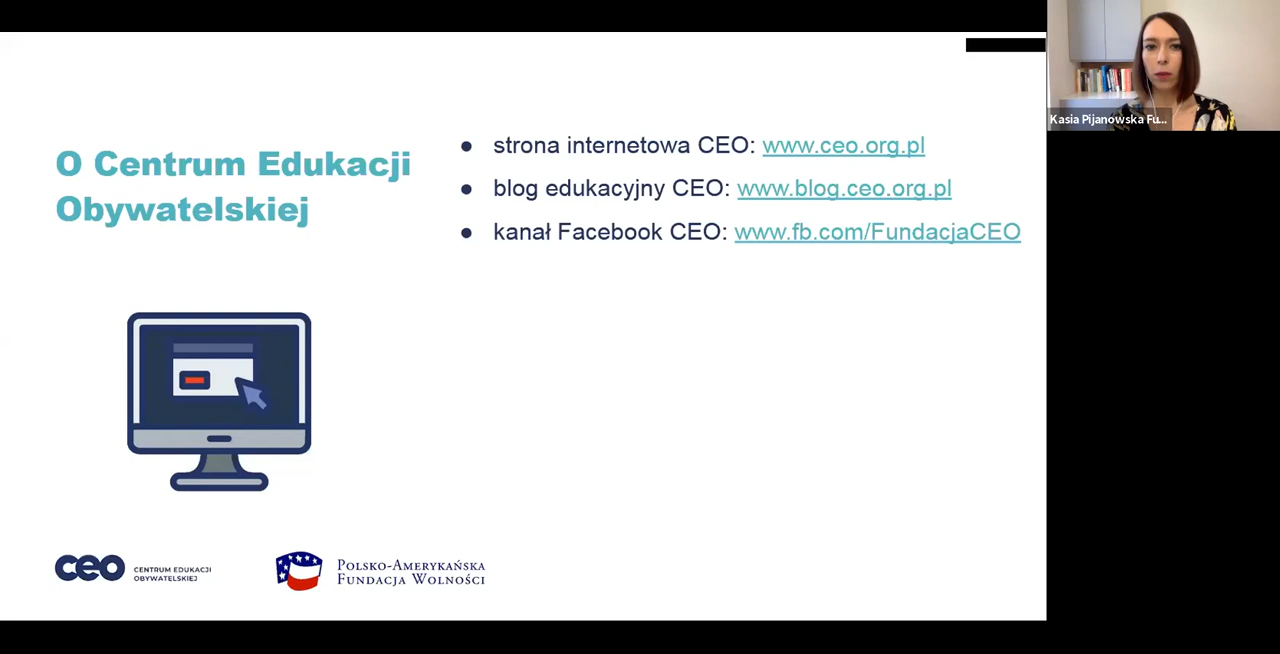 O Centrum Edukacji
Obywatelskiej
● strona internetowa CEO: www.ceo.org.pl
● blog edukacyjny CEO: www.blog.ceo.org.pl
● kanał Facebook CEO: www.fb.com/FundacjaCEO
Kasia Pijanowska Fu...
ceo CENTRUM EDUKACJI
OBYWATELSKIEJ
POLSKO-AMERYKAŃSKA
FUNDACJA WOLNOŚCI